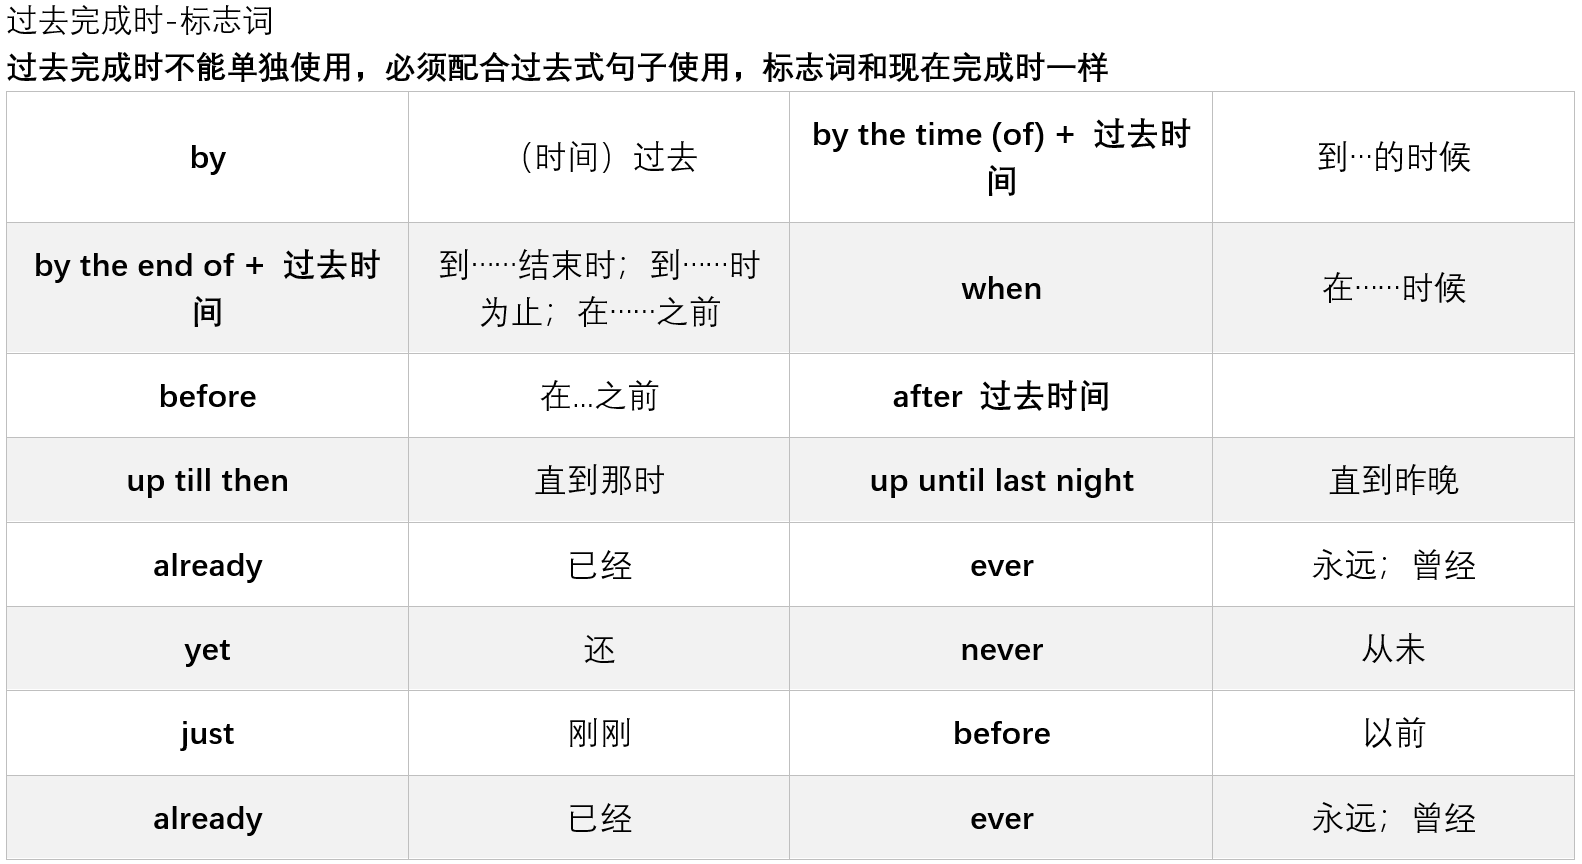 过去完成时-标志词
过去完成时不能单独使用，必须配合过去式句子使用，标志词和现在完成时一样
by
（时间）过去
by the time (of) + 过去时
间
到…的时候
by the end of + 过去时
间
到……结束时；到……时
为止；在……之前
when
在……时候
before
在...之前
after 过去时间
up till then
直到那时
up until last night
直到昨晚
already
已经
ever
永远；曾经
yet
还
never
从未
just
刚刚
before
以前
already
已经
ever
永远；曾经